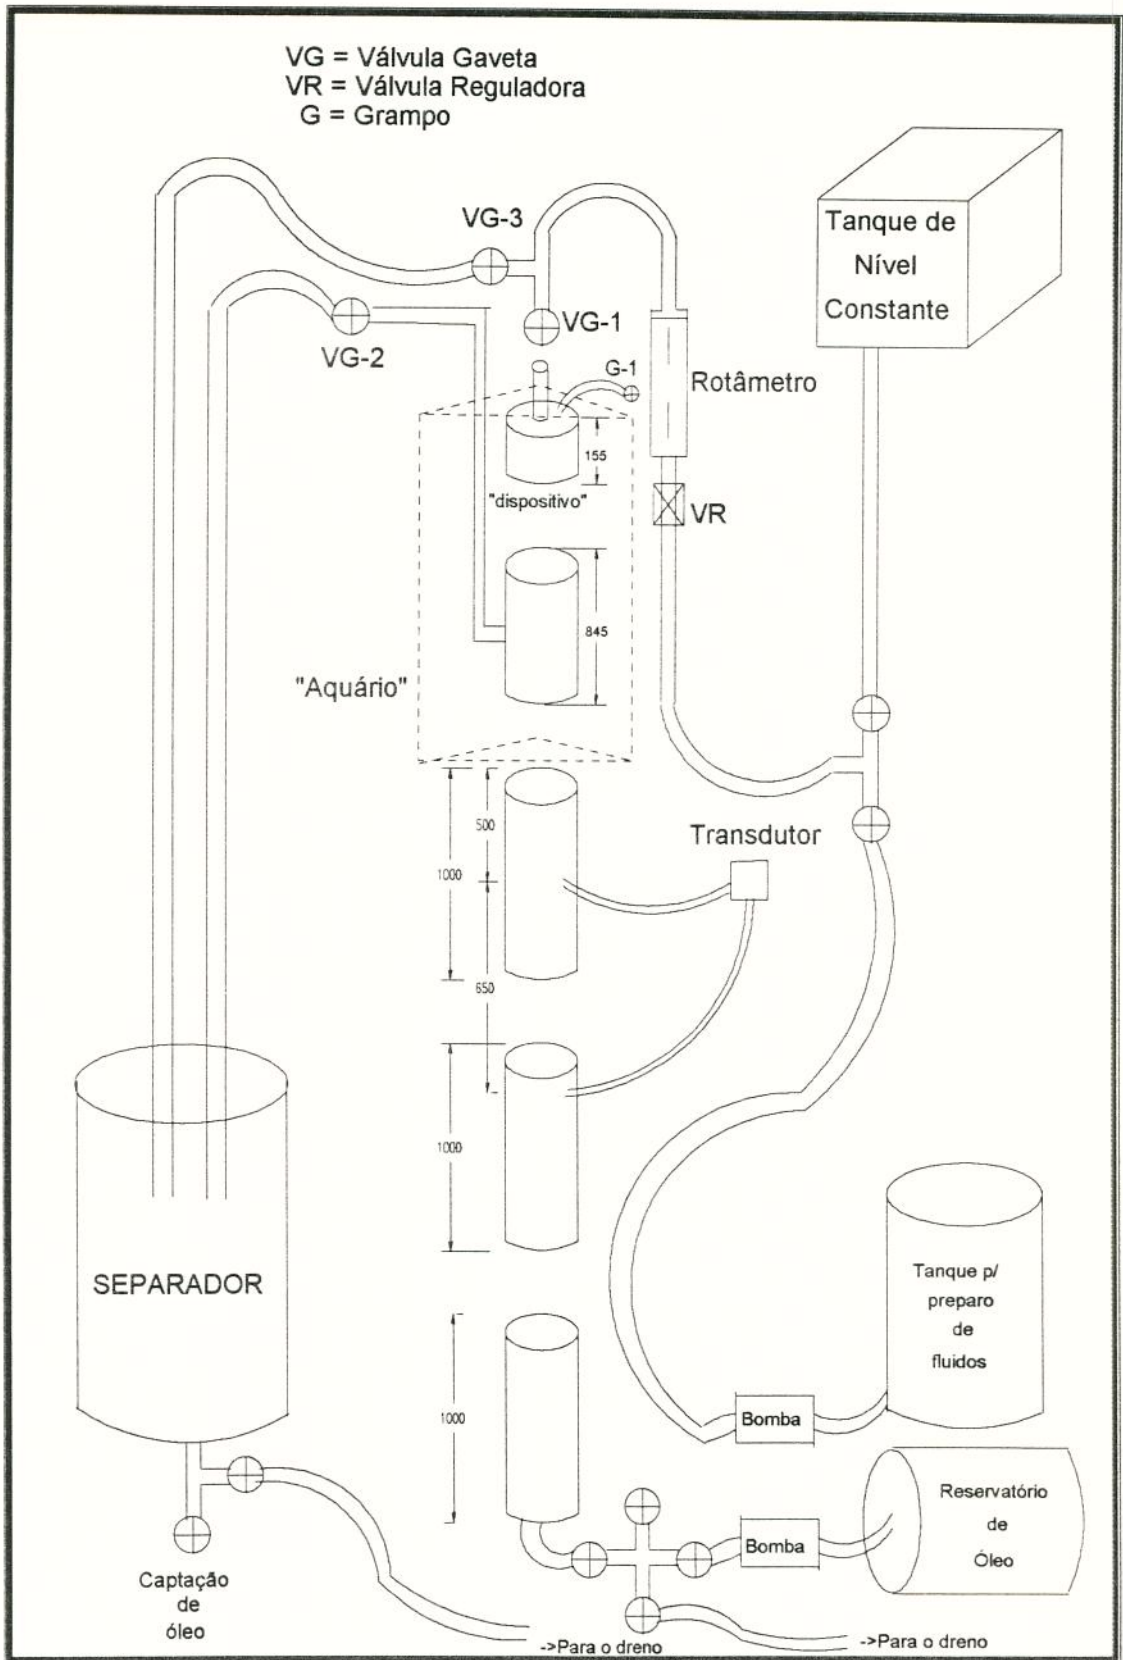 VG = Válvula Gaveta
VR = Válvula Reguladora
G = Grampo
VG-3
VG-2
VG-1
G-1
Tanque de
Nível
Constante
Rotâmetro
155
"dispositivo"
VR
845
"Aquário"
500
1000
Transdutor
650
1000
SEPARADOR
Tanque p/
preparo
de
fluidos
1000
Bomba
Reservatório
de
Óleo
Bomba
Captação
de
óleo
->Para o dreno
->Para o dreno